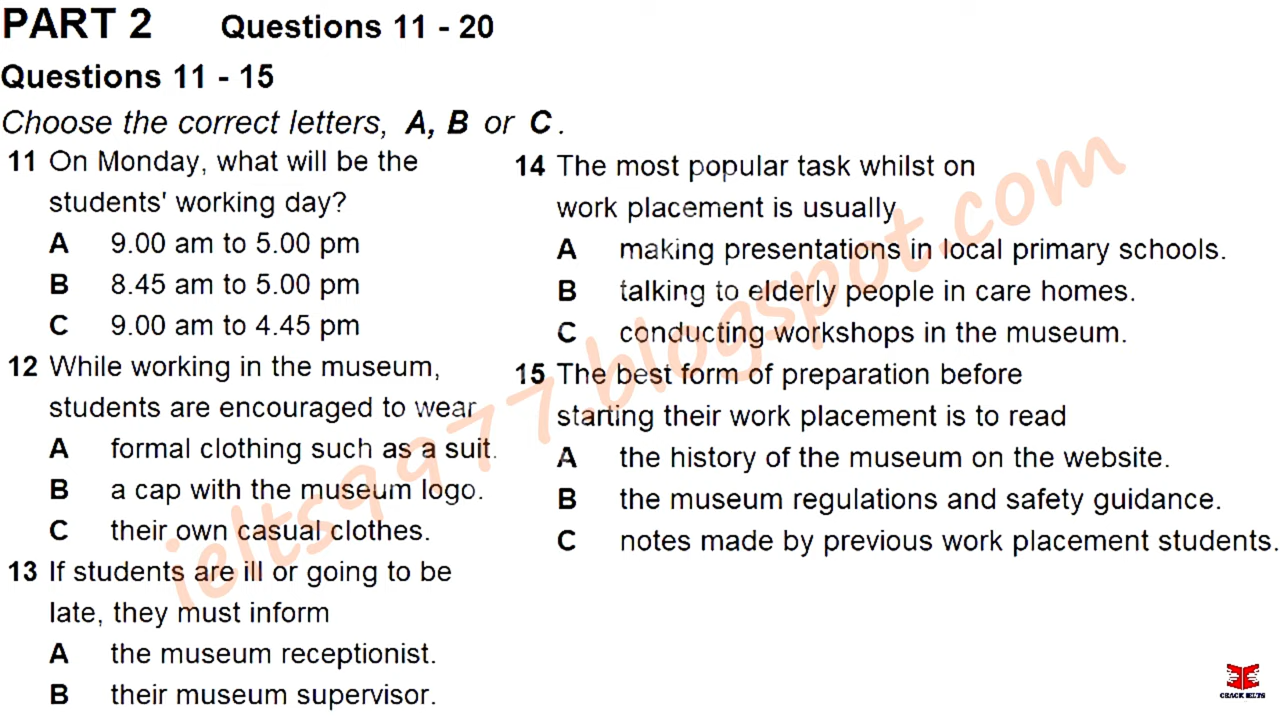 PART 2 Questions 11 - 20
Questions 11 - 15
Choose the correct letters, A, B or C.
11 On Monday, what will be the
students' working day?
A 9.00 am to 5.00 pm
B 8.45 am to 5.00 pm
C 9.00 am to 4.45 pm
12 While working in the museum,
students are encouraged to wear
A formal clothing such as a suit.
B a cap with the museum logo.
C their own casual clothes.
13 If students are ill or going to be
late, they must inform
A the museum receptionist.
B their museum supervisor.
14 The most popular task whilst on
work placement is usually
A making presentations in local primary schools.
B talking to elderly people in care homes.
C conducting workshops in the museum.
15 The best form of preparation before
starting their work placement is to read
A the history of the museum on the website.
B the museum regulations and safety guidance.
C notes made by previous work placement students.
ielts9977.blogspot.com
CRACK IELTS